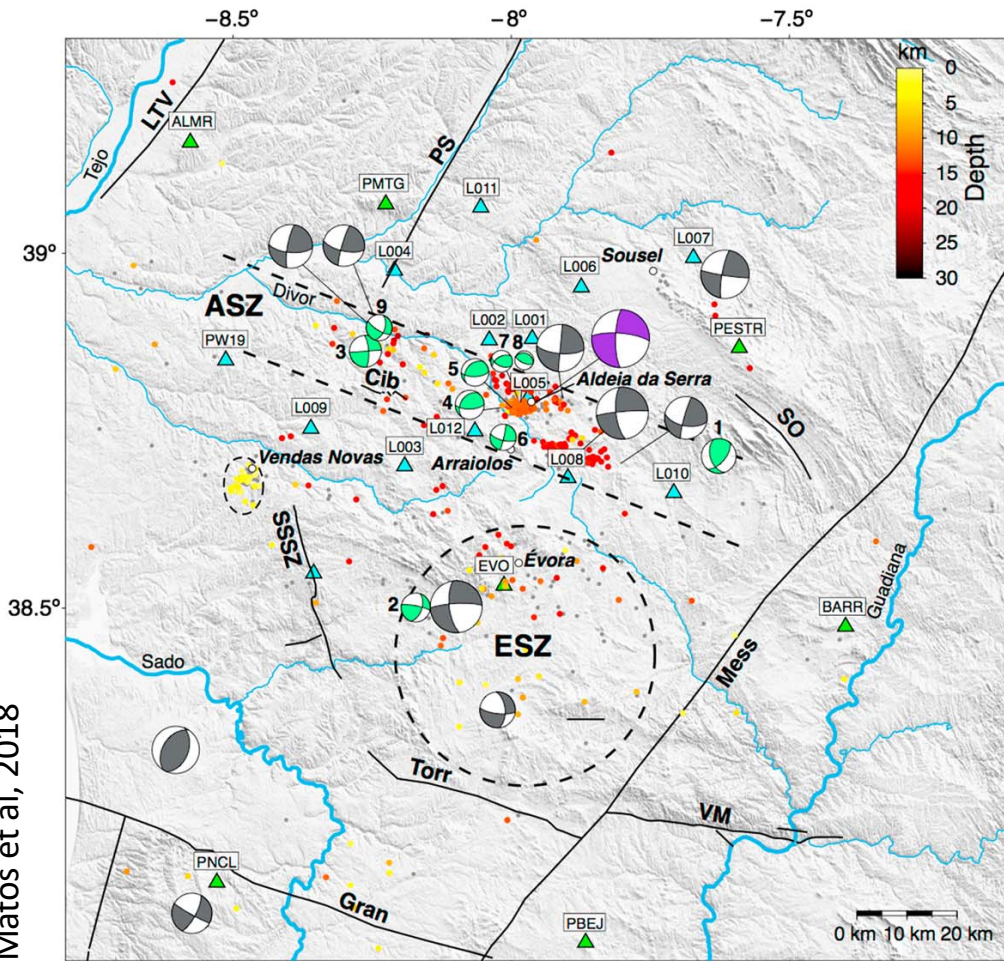 −8.5° −8° −7.5°
km
0
5
10
15
20
25
30
Depth
LTV
ALMR
Tejo
PS
PMTG
L011
39°
L004
Sousel
L007
L006
Divor
ASZ
9
L002
L001
PESTR
PW19
3
7
8
5
Cib
L005
Aldeia da Serra
4
SO
L009
L012
6
1
Vendas Novas
L003
Arraiolos
L008
L010
SSSZ
EVO
Évora
38.5°
2
Guadiana
BARR
ESZ
Sado
Mess
Torr
VM
PNCL
Gran
PBEJ
0 km 10 km 20 km
Matos et al, 2018